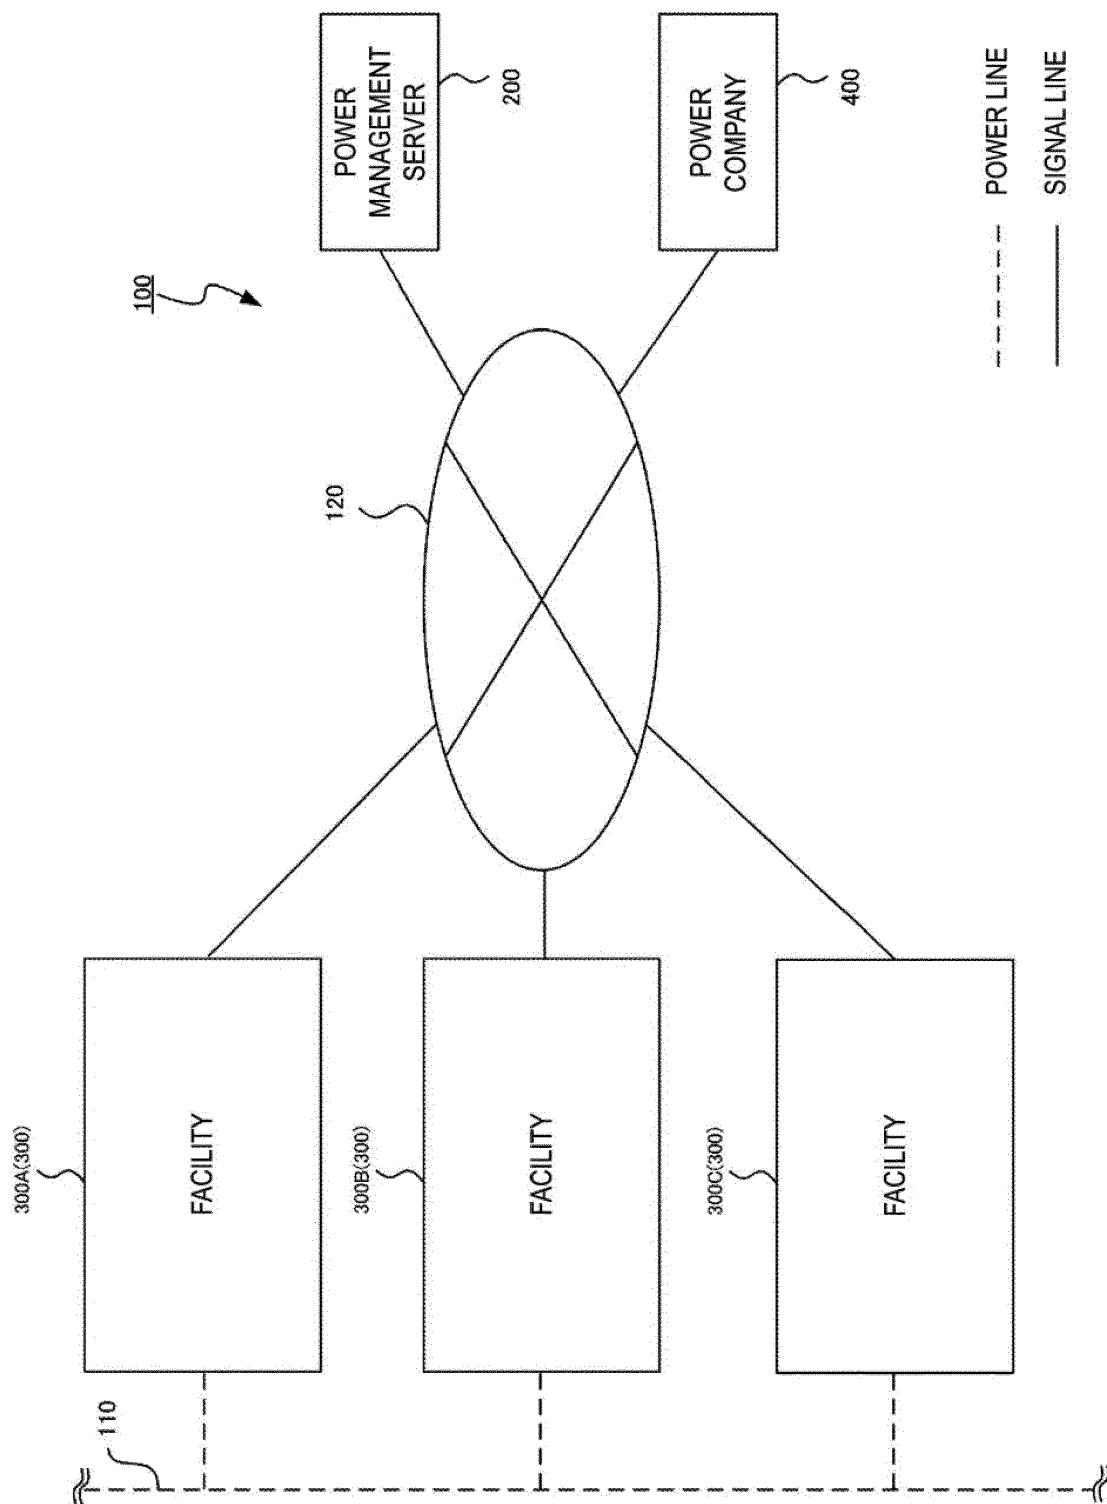 100
110
300A(300)
FACILITY
300B(300)
FACILITY
300C(300)
FACILITY
120
POWER
MANAGEMENT
SERVER
200
POWER
COMPANY
400
POWER LINE
SIGNAL LINE